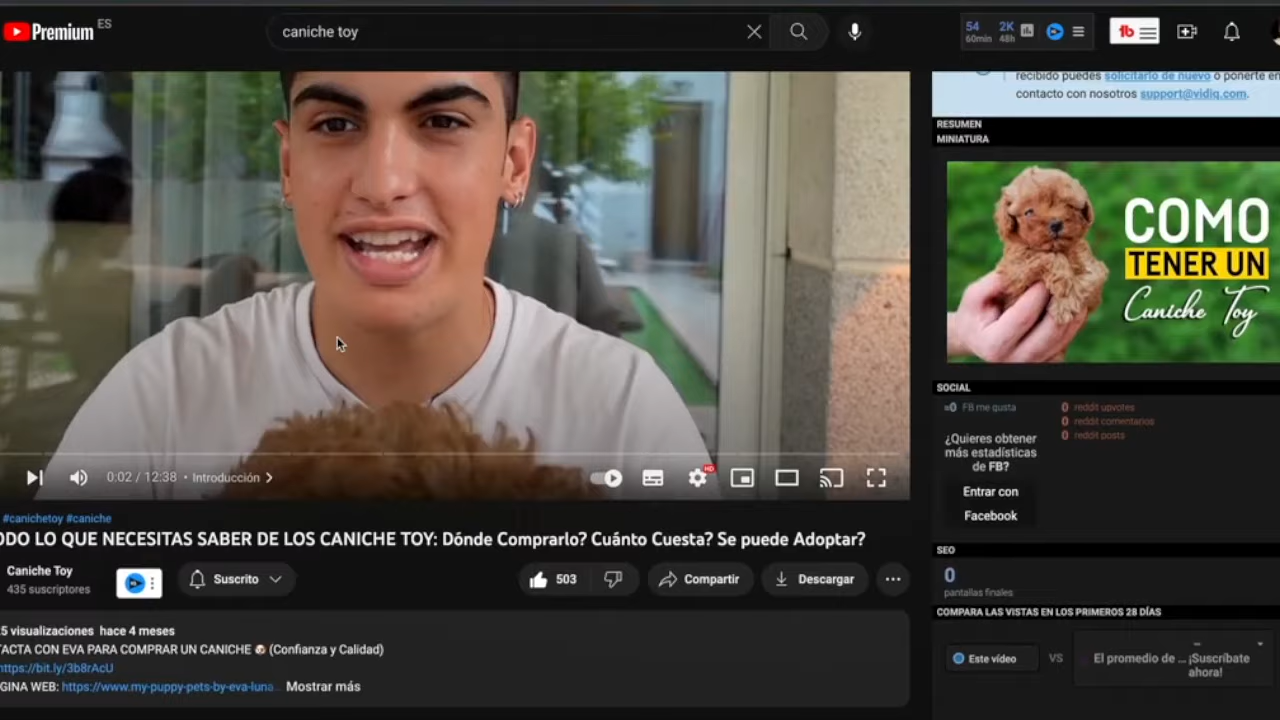 Premium ES
caniche toy
54 2K
60min 48h
recibido puedes solicitarlo de nuevo o ponerte en
contacto con nosotros support@vidiq.com.
RESUMEN
MINIATURA
COMO
TENER UN
Caniche Toy
SOCIAL
0 FB me gusta
0 reddit upvotes
0 reddit comentarios
0 reddit posts
¿Quieres obtener
más estadísticas
de FB?
Entrar con
Facebook
0:02 / 12:38 • Introducción
HD
#canichetoy #caniche
ODO LO QUE NECESITAS SABER DE LOS CANICHE TOY: Dónde Comprarlo? Cuánto Cuesta? Se puede Adoptar?
Caniche Toy
435 suscriptores
Suscrito
503
Compartir
Descargar
5 visualizaciones hace 4 meses
TACTA CON EVA PARA COMPRAR UN CANICHE (Confianza y Calidad)
https://bit.ly/3b8rAcU
GINA WEB: https://www.my-puppy-pets-by-eva-luna... Mostrar más
SEO
0
pantallas finales
COMPARA LAS VISTAS EN LOS PRIMEROS 28 DÍAS
Este vídeo
VS
El promedio de ... ¡Suscríbate
ahora!